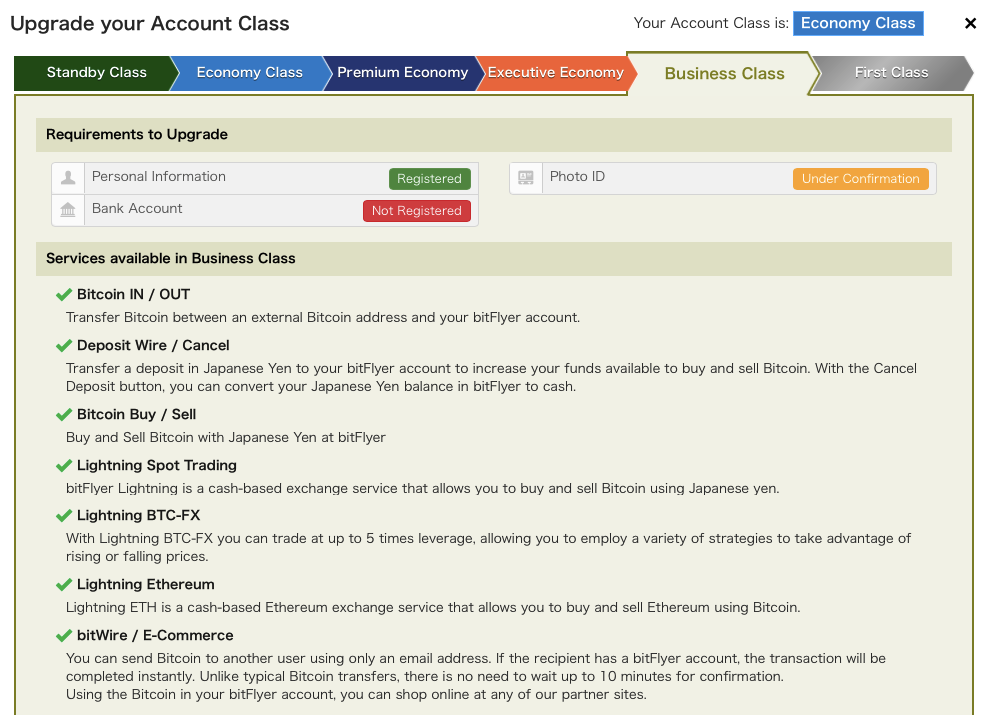 Upgrade your Account Class
Your Account Class is: Economy Class
Standby Class
Economy Class
Premium Economy
Executive Economy
Business Class
First Class
Requirements to Upgrade
Personal Information Registered
Photo ID Under Confirmation
Bank Account Not Registered
Services available in Business Class
Bitcoin IN / OUT
Transfer Bitcoin between an external Bitcoin address and your bitFlyer account.
Deposit Wire / Cancel
Transfer a deposit in Japanese Yen to your bitFlyer account to increase your funds available to buy and sell Bitcoin. With the Cancel
Deposit button, you can convert your Japanese Yen balance in bitFlyer to cash.
Bitcoin Buy / Sell
Buy and Sell Bitcoin with Japanese Yen at bitFlyer
Lightning Spot Trading
bitFlyer Lightning is a cash-based exchange service that allows you to buy and sell Bitcoin using Japanese yen.
Lightning BTC-FX
With Lightning BTC-FX you can trade at up to 5 times leverage, allowing you to employ a variety of strategies to take advantage of
rising or falling prices.
Lightning Ethereum
Lightning ETH is a cash-based Ethereum exchange service that allows you to buy and sell Ethereum using Bitcoin.
bitWire / E-Commerce
You can send Bitcoin to another user using only an email address. If the recipient has a bitFlyer account, the transaction will be
completed instantly. Unlike typical Bitcoin transfers, there is no need to wait up to 10 minutes for confirmation.
Using the Bitcoin in your bitFlyer account, you can shop online at any of our partner sites.